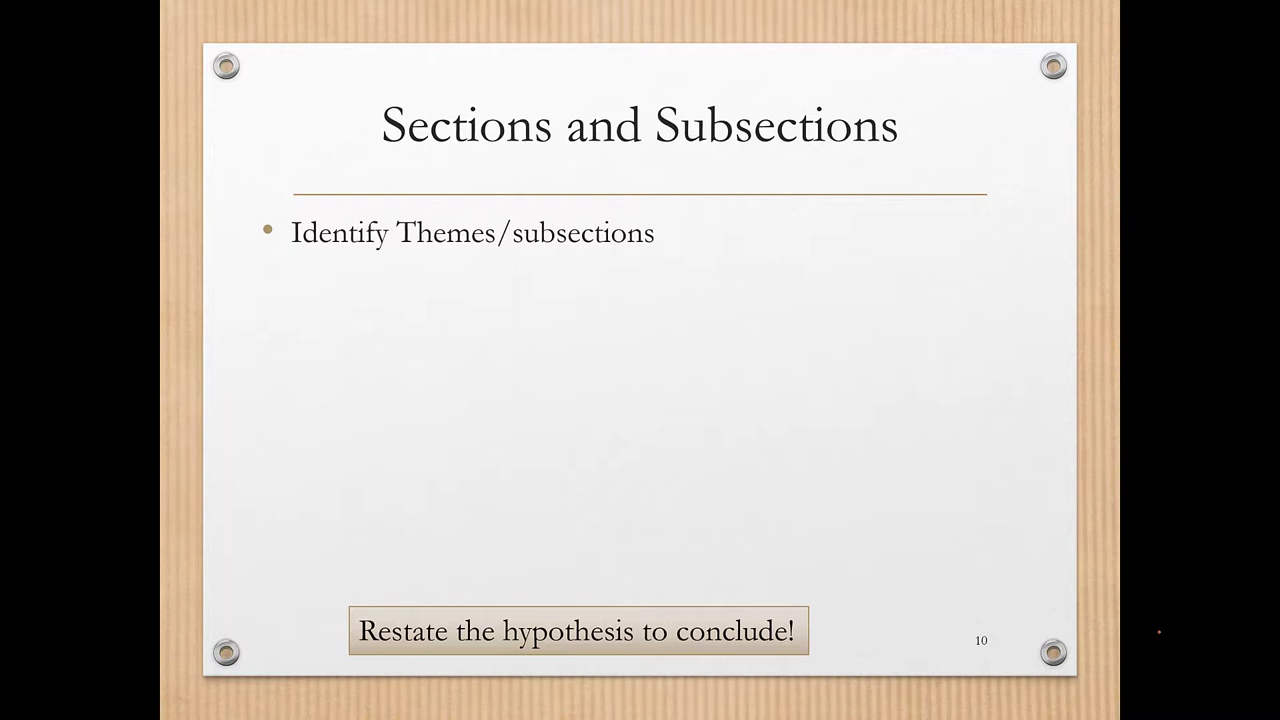 Sections and Subsections
• Identify Themes/subsections
Restate the hypothesis to conclude!
10